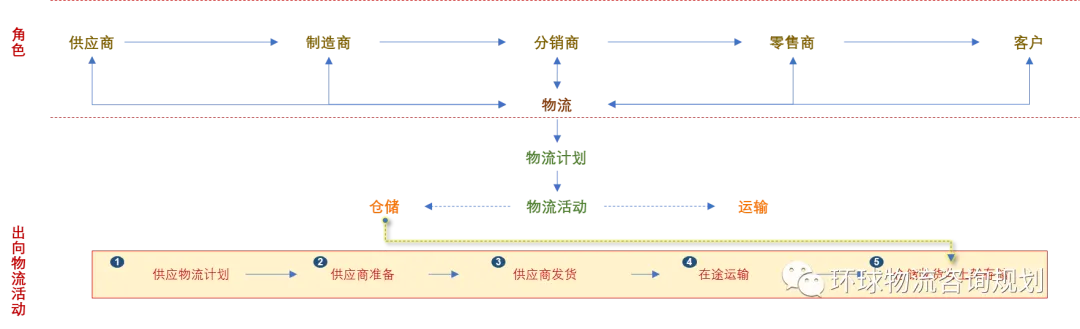 角色
供应商
制造商
分销商
零售商
客户
物流
物流计划
仓储
物流活动
运输
出向物流活动
1
供应物流计划
2
供应商准备
3
供应商发货
4
在途运输
5
环球物流咨询规划